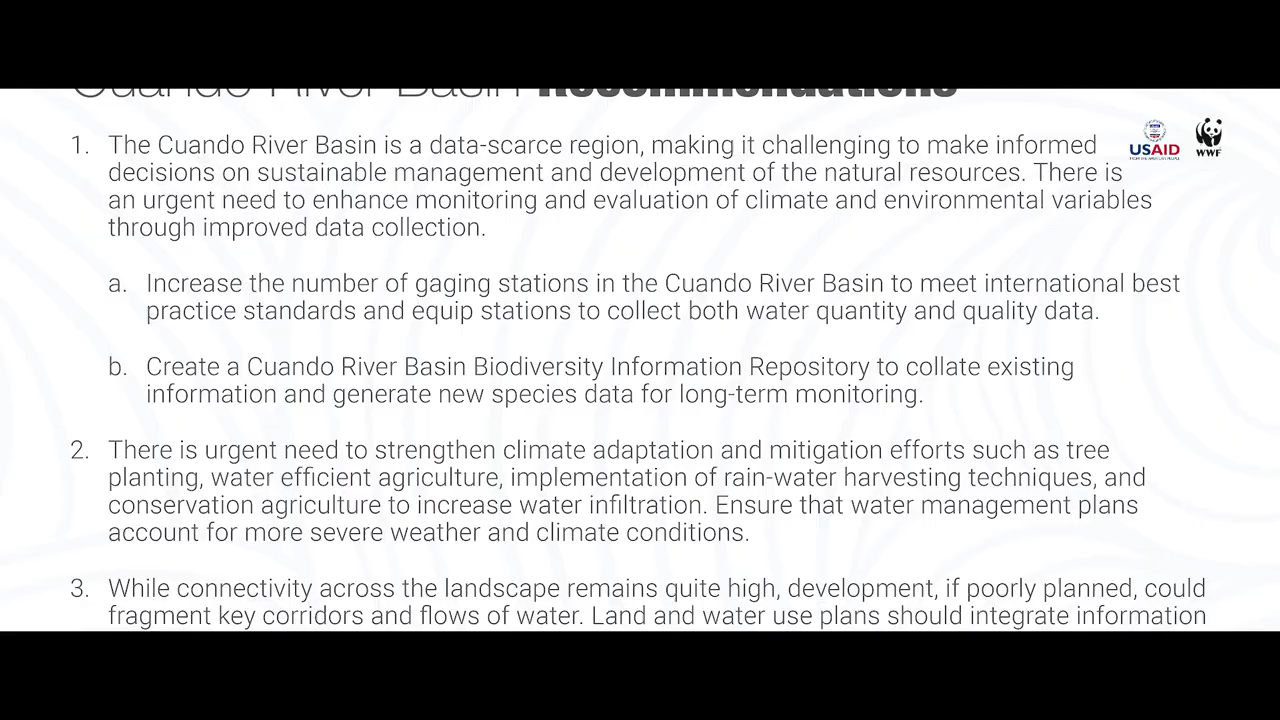 Cuando River Basin Recommendations
1. The Cuando River Basin is a data-scarce region, making it challenging to make informed
decisions on sustainable management and development of the natural resources. There is
an urgent need to enhance monitoring and evaluation of climate and environmental variables
through improved data collection.
USAID
WWF
a. Increase the number of gaging stations in the Cuando River Basin to meet international best
practice standards and equip stations to collect both water quantity and quality data.
b. Create a Cuando River Basin Biodiversity Information Repository to collate existing
information and generate new species data for long-term monitoring.
2. There is urgent need to strengthen climate adaptation and mitigation efforts such as tree
planting, water efficient agriculture, implementation of rain-water harvesting techniques, and
conservation agriculture to increase water infiltration. Ensure that water management plans
account for more severe weather and climate conditions.
3. While connectivity across the landscape remains quite high, development, if poorly planned, could
fragment key corridors and flows of water. Land and water use plans should integrate information